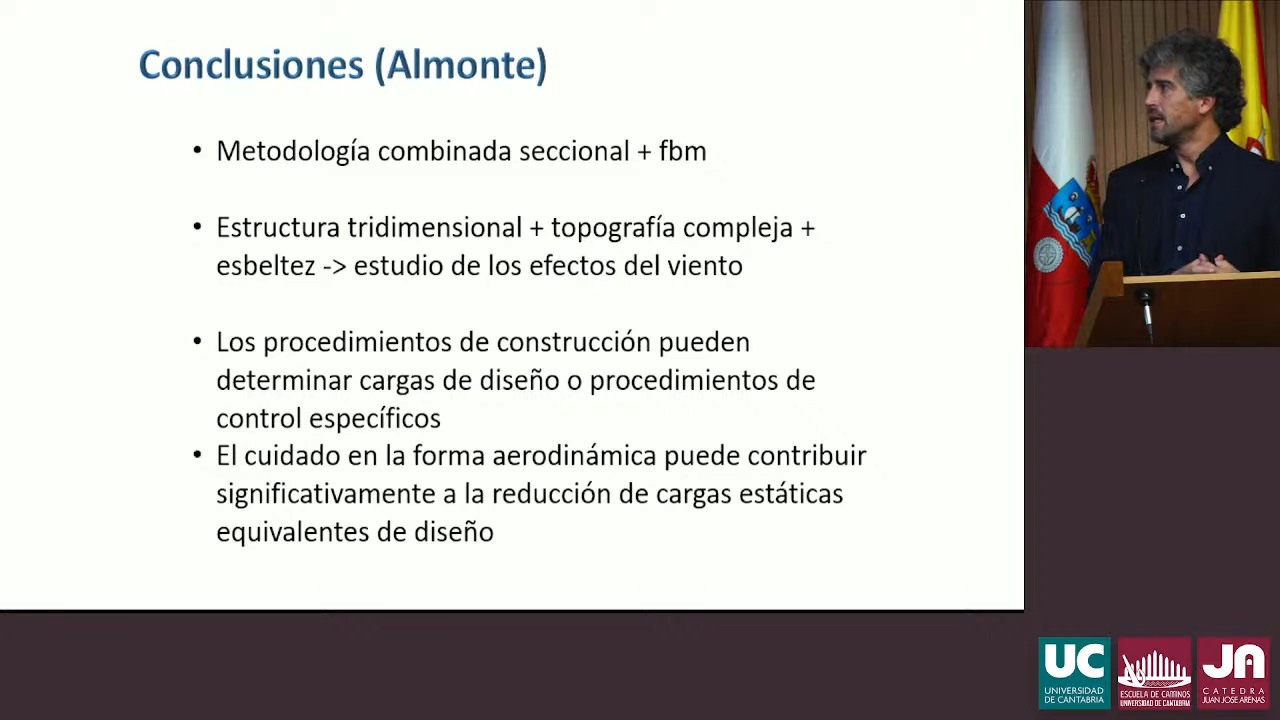 Conclusiones (Almonte)
• Metodología combinada seccional + fbm
• Estructura tridimensional + topografía compleja +
esbeltez -> estudio de los efectos del viento
• Los procedimientos de construcción pueden
determinar cargas de diseño o procedimientos de
control específicos
• El cuidado en la forma aerodinámica puede contribuir
significativamente a la reducción de cargas estáticas
equivalentes de diseño
UC
UNIVERSIDAD
DE CANTABRIA
ESCUELA DE CAMINOS
UNIVERSIDAD DE CANTABRIA
JA
CATEDRA
JUAN JOSE ARENAS